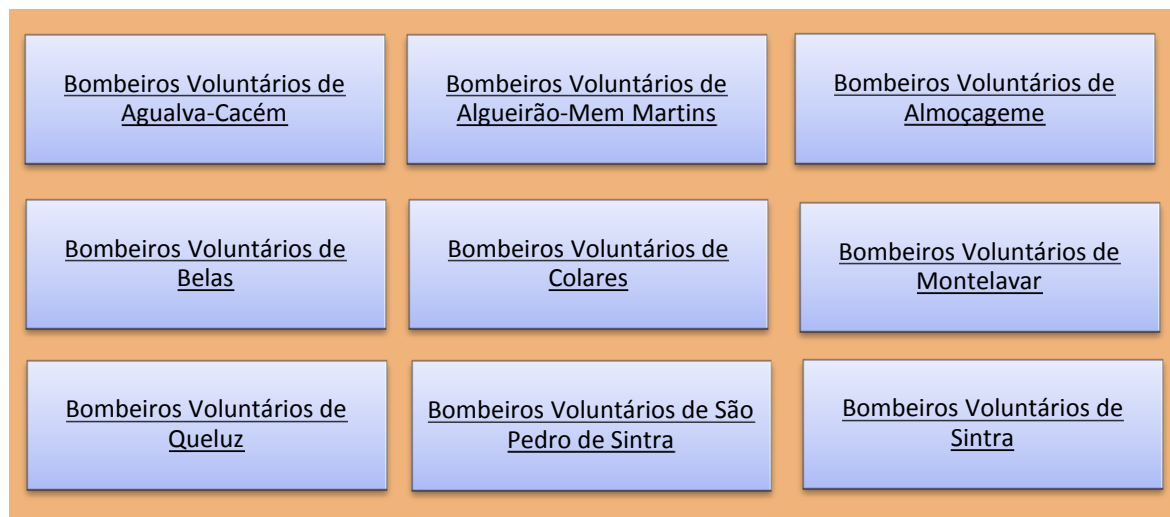 Bombeiros Voluntários de
Agualva-Cacém
Bombeiros Voluntários de
Algueirão-Mem Martins
Bombeiros Voluntários de
Almoçageme
Bombeiros Voluntários de
Belas
Bombeiros Voluntários de
Colares
Bombeiros Voluntários de
Montelavar
Bombeiros Voluntários de
Queluz
Bombeiros Voluntários de São
Pedro de Sintra
Bombeiros Voluntários de
Sintra